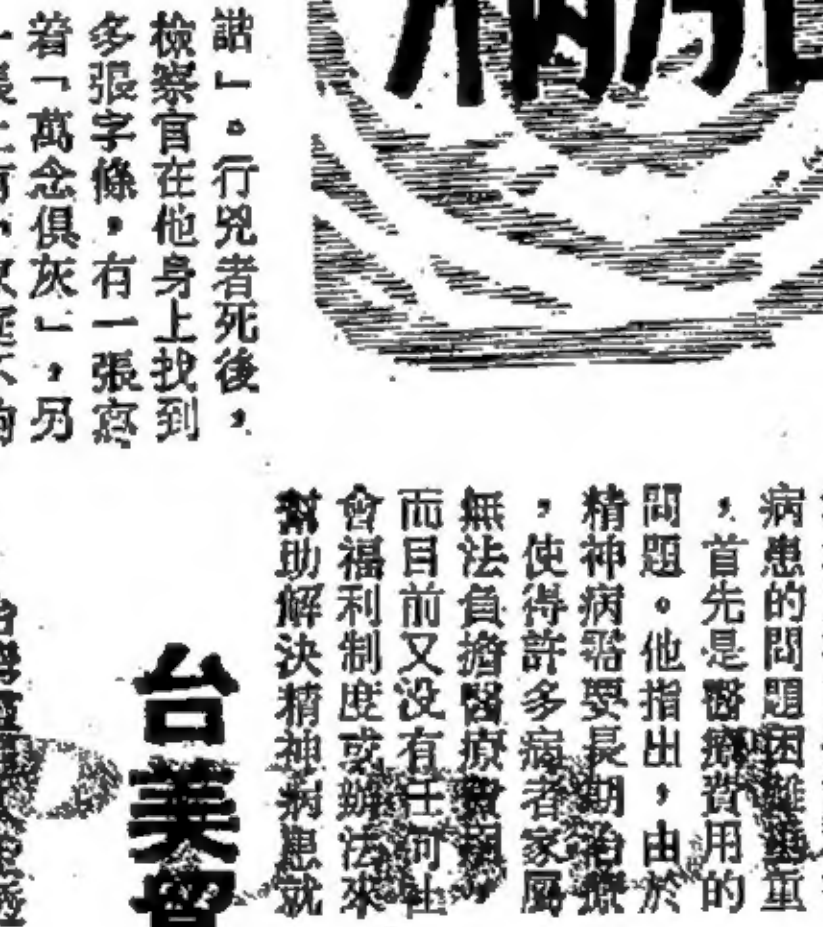 諧」。行兇者死後，
檢察官在他身上找到
多張字條，有一張寫
着「萬念俱灰」，另
病患的問題困難重重
，首先是醫療費用的
問題。他指出，由於
精神病需要長期治療
，使得許多病者家屬
無法負擔醫療費用，
而目前又沒有任何社
會福利制度或辦法來
幫助解決精神病患就
台美